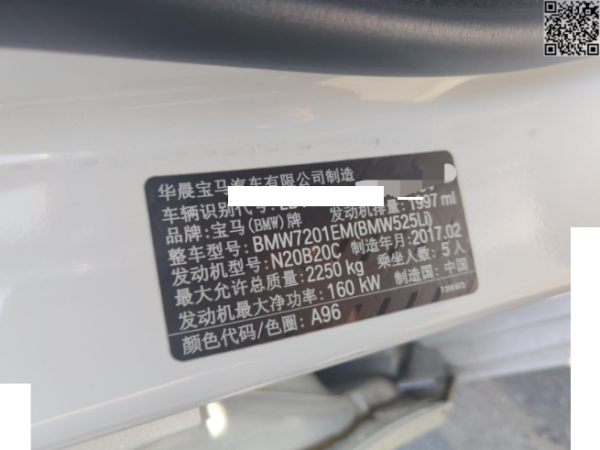 华晨宝马汽车有限公司制造
车辆识别代号:
品牌: 宝马(BMW)牌 发动机排量: 1997 ml
整车型号: BMW7201EM(BMW525Li)
发动机型号: N20B20C 制造年月: 2017.02
最大允许总质量: 2250 kg 乘坐人数: 5 人
发动机最大净功率: 160 kW 制造国: 中国
颜色代码/色圈: A96